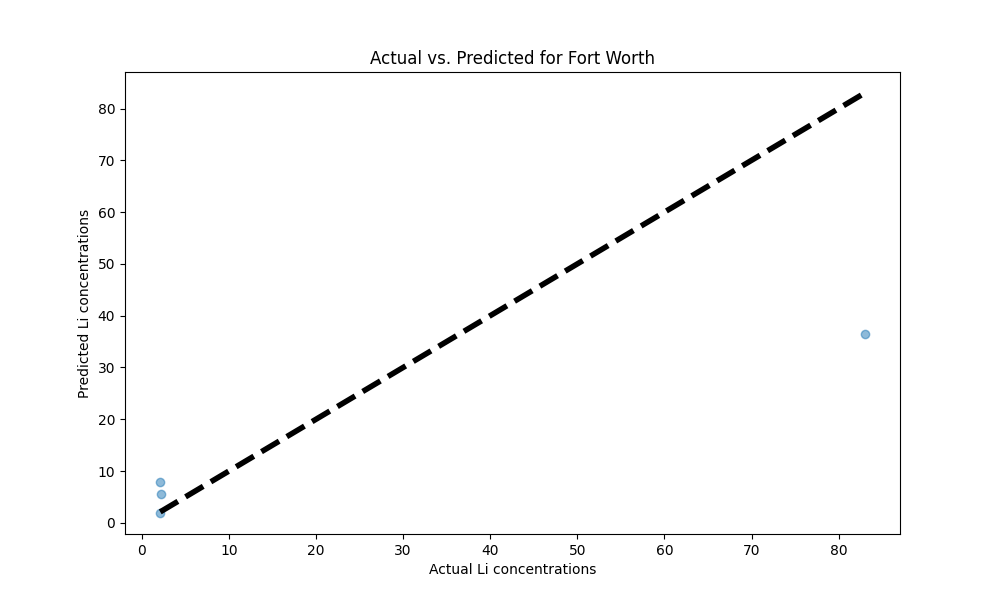 Actual vs. Predicted for Fort Worth
Predicted Li concentrations
80
70
60
50
40
30
20
10
0
0 10 20 30 40 50 60 70 80
Actual Li concentrations